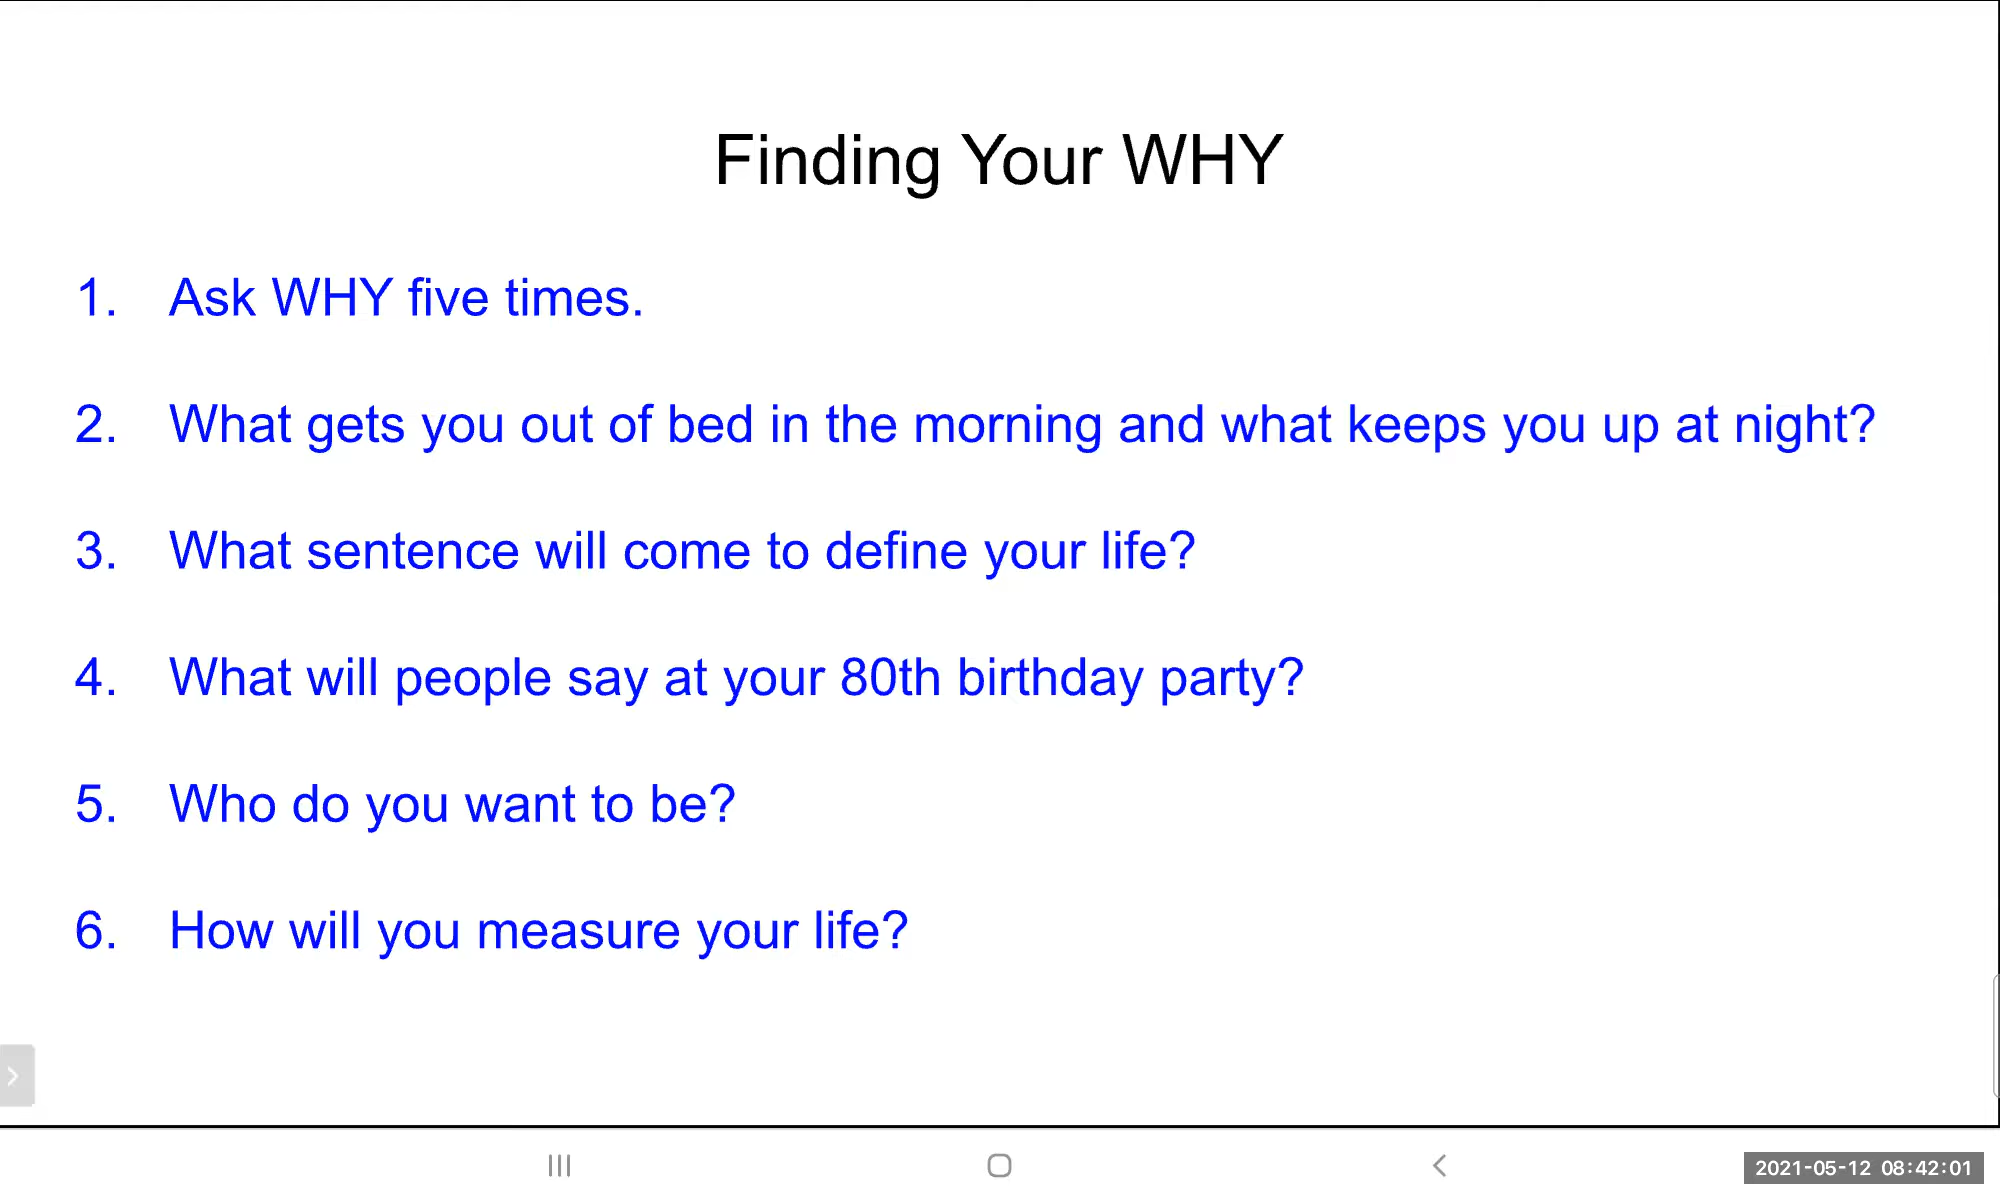 Finding Your WHY
1. Ask WHY five times.
2. What gets you out of bed in the morning and what keeps you up at night?
3. What sentence will come to define your life?
4. What will people say at your 80th birthday party?
5. Who do you want to be?
6. How will you measure your life?
2021-05-12 08:42:01